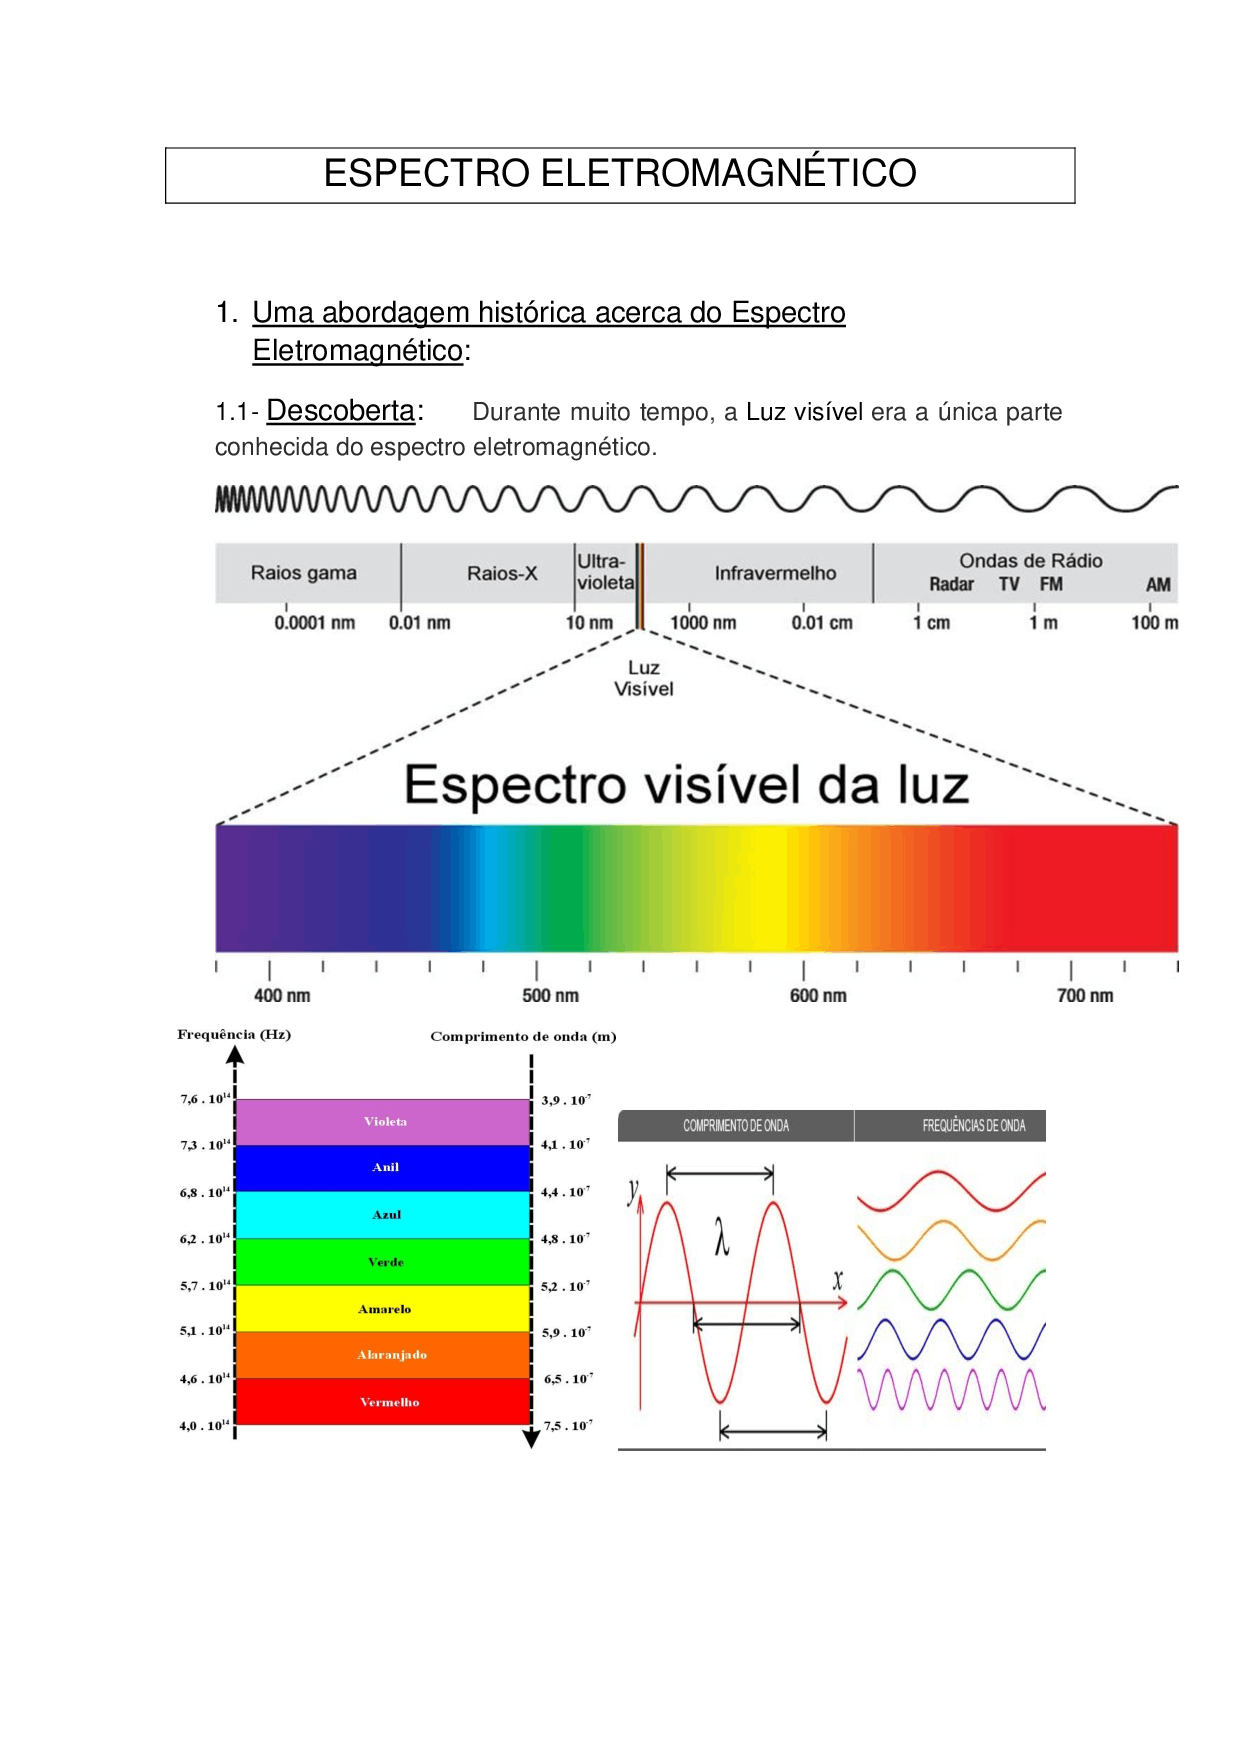 ESPECTRO ELETROMAGNÉTICO
1. Uma abordagem histórica acerca do Espectro
Eletromagnético:
1.1- Descoberta: Durante muito tempo, a Luz visível era a única parte
conhecida do espectro eletromagnético.
Raios gama Raios-X Ultra-violeta Infravermelho Ondas de Rádio
Radar TV FM AM
0.0001 nm 0.01 nm 10 nm 1000 nm 0.01 cm 1 cm 1 m 100 m
Luz
Visível
Espectro visível da luz
400 nm 500 nm 600 nm 700 nm
Frequência (Hz) Comprimento de onda (m)
7,6 . 10¹⁴ 3,9 . 10⁻⁷
Violeta
7,3 . 10¹⁴ 4,1 . 10⁻⁷
Anil
6,8 . 10¹⁴ 4,4 . 10⁻⁷
Azul
6,2 . 10¹⁴ 4,8 . 10⁻⁷
Verde
5,7 . 10¹⁴ 5,2 . 10⁻⁷
Amarelo
5,1 . 10¹⁴ 5,9 . 10⁻⁷
Alaranjado
4,6 . 10¹⁴ 6,5 . 10⁻⁷
Vermelho
4,0 . 10¹⁴ 7,5 . 10⁻⁷
COMPRIMENTO DE ONDA FREQUÊNCIAS DE ONDA
y
λ
x